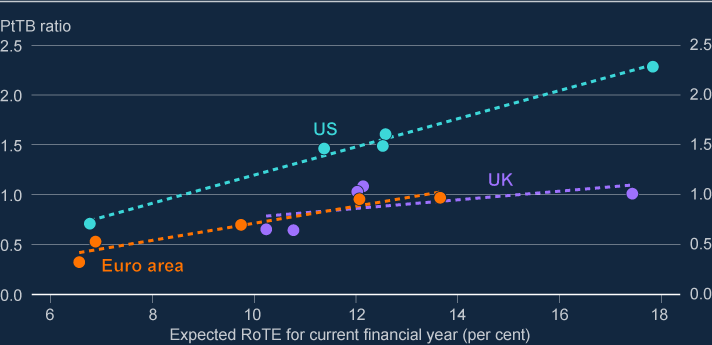 PtTB ratio
2.5 2.5
2.0 2.0
US
1.5 1.5
UK
1.0 1.0
0.5 0.5
Euro area
0.0 0.0
6 8 10 12 14 16 18
Expected RoTE for current financial year (per cent)